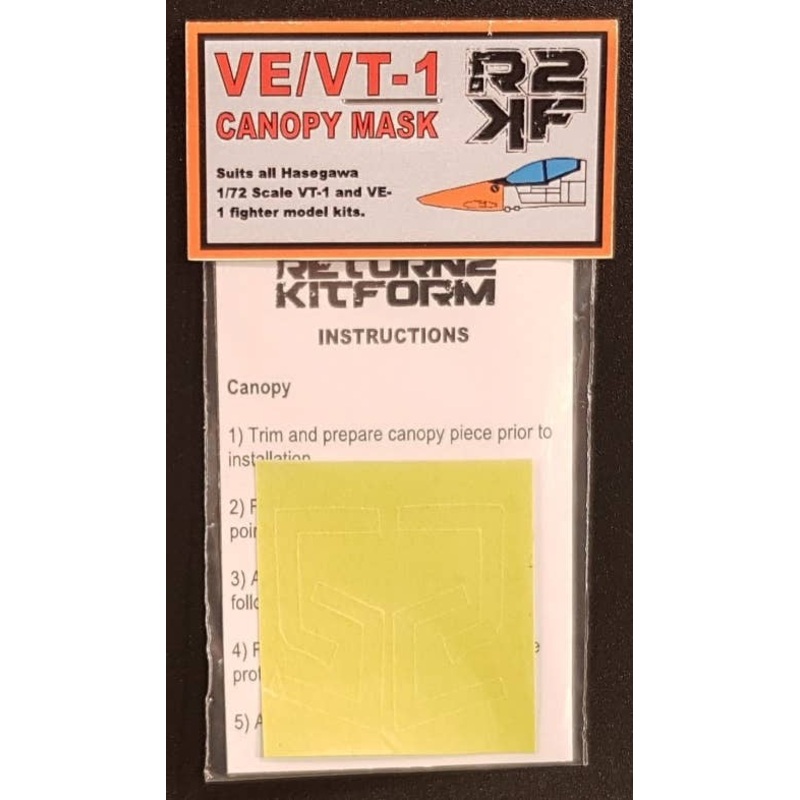 VE/VT-1
CANOPY MASK
R2
KF
Suits all Hasegawa
1/72 Scale VT-1 and VE-
1 fighter model kits.
RETURN2
KITFORM
INSTRUCTIONS
Canopy
1) Trim and prepare canopy piece prior to
installation
2)
3)
4)
5)